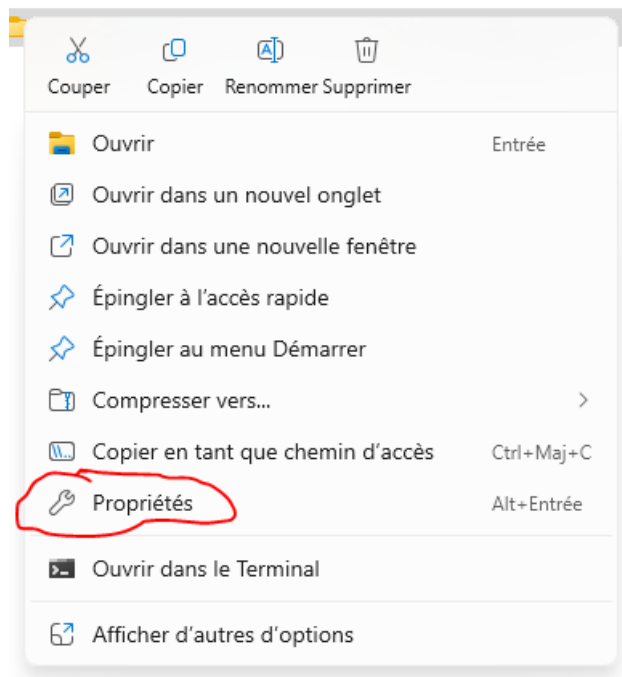 Couper Copier Renommer Supprimer
Ouvrir Entrée
Ouvrir dans un nouvel onglet
Ouvrir dans une nouvelle fenêtre
Épingler à l’accès rapide
Épingler au menu Démarrer
Compresser vers...
Copier en tant que chemin d’accès Ctrl+Maj+C
Propriétés Alt+Entrée
Ouvrir dans le Terminal
Afficher d’autres d’options